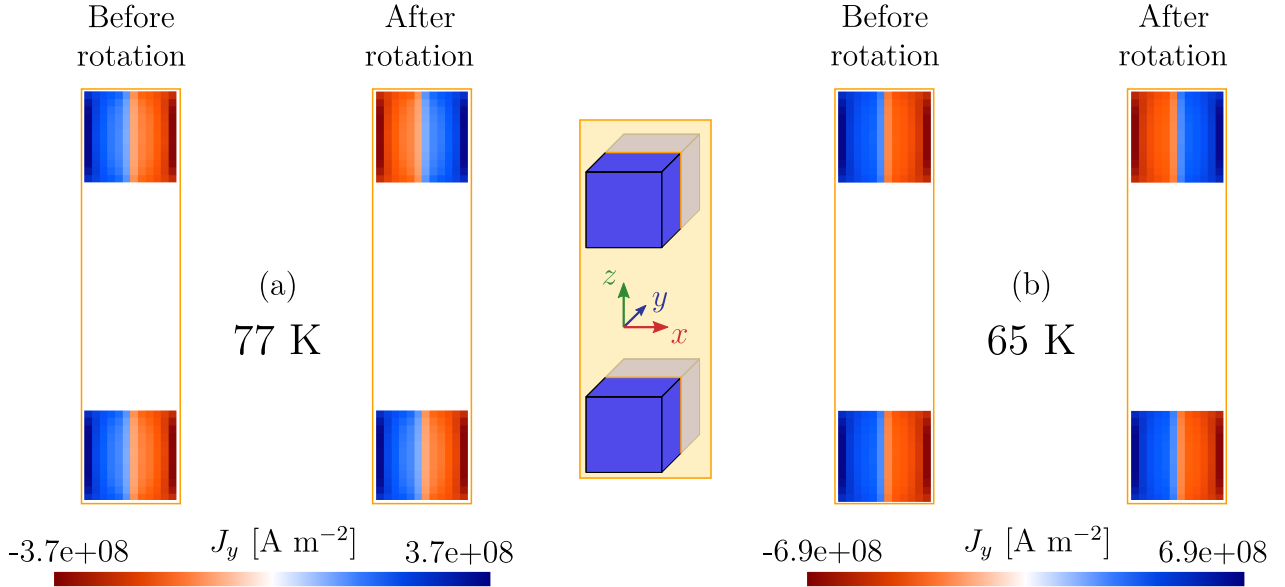 Before
rotation
After
rotation
Before
rotation
After
rotation
(a)
77 K
z
y
x
(b)
65 K
-3.7e+08
J_y [A m⁻²]
3.7e+08
-6.9e+08
J_y [A m⁻²]
6.9e+08